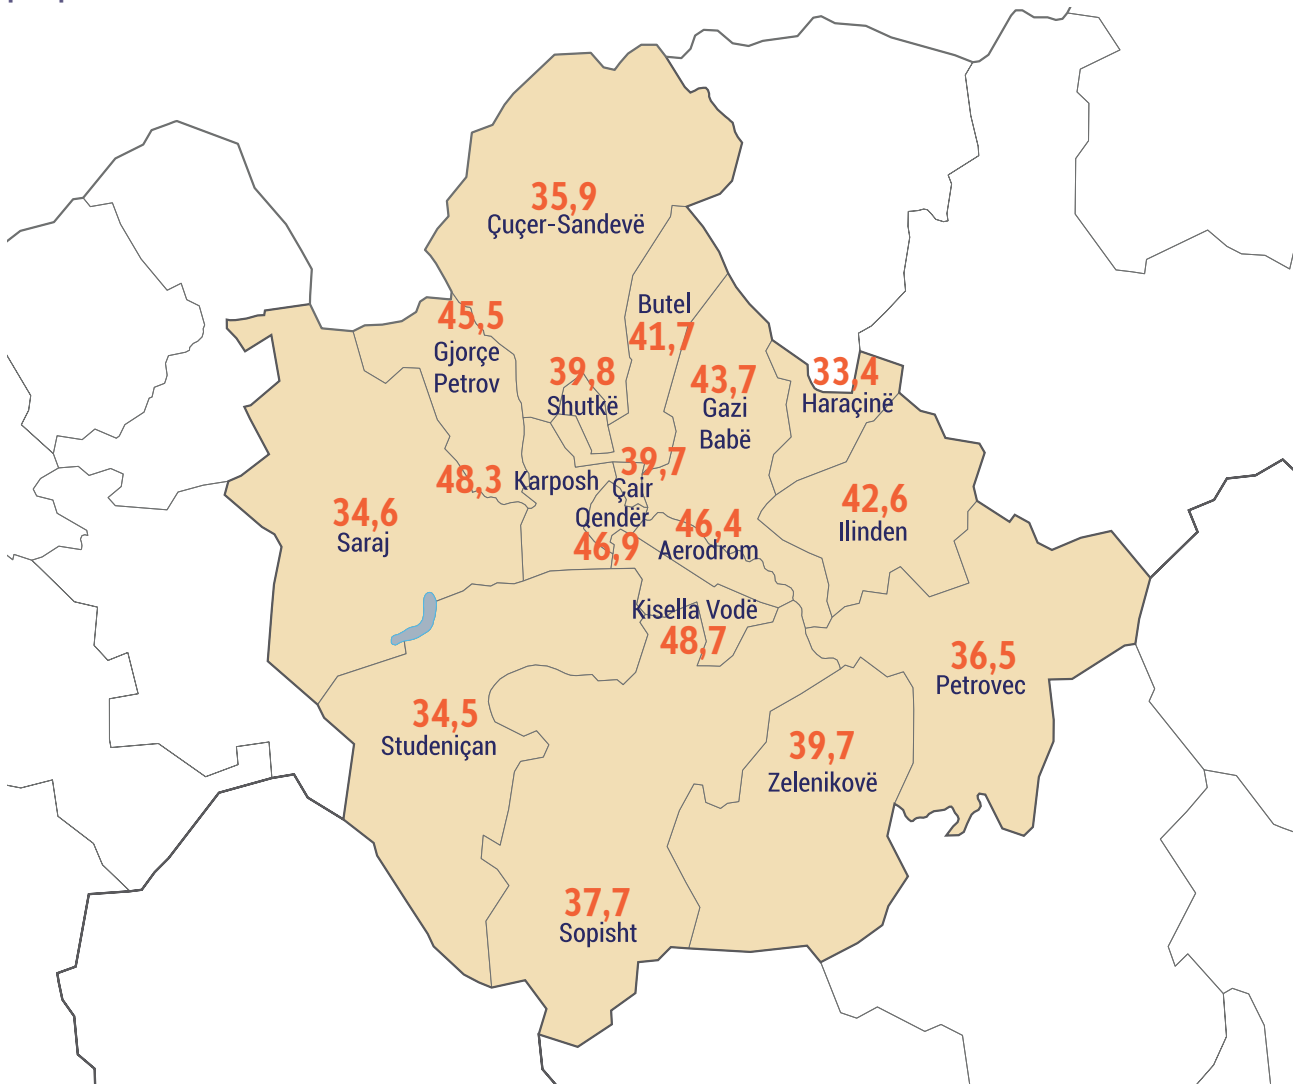 35,9
Çuçer-Sandevë
Butel
41,7
45,5
Gjorçe
Petrov
39,8
Shutkë
43,7
Gazi
Babë
33,4
Haraçinë
48,3
Karposh
39,7
Çair
34,6
Saraj
Qendër
46,9
46,4
Aerodrom
42,6
Ilinden
Kisella Vodë
48,7
36,5
Petrovec
34,5
Studeniçan
39,7
Zelenikovë
37,7
Sopisht